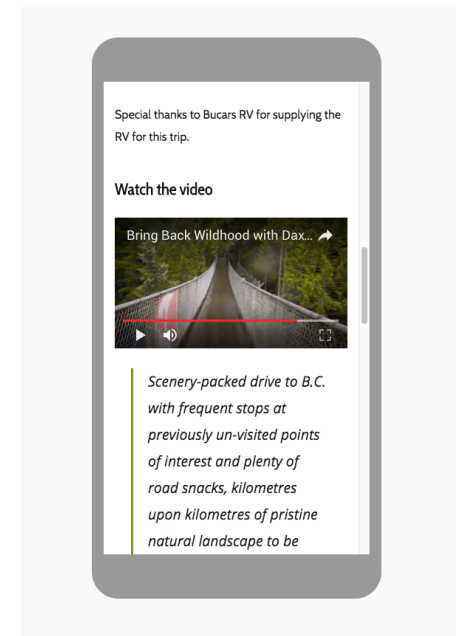 Special thanks to Bucars RV for supplying the
RV for this trip.
Watch the video
Bring Back Wildhood with Dax...
Scenery-packed drive to B.C.
with frequent stops at
previously un-visited points
of interest and plenty of
road snacks, kilometres
upon kilometres of pristine
natural landscape to be